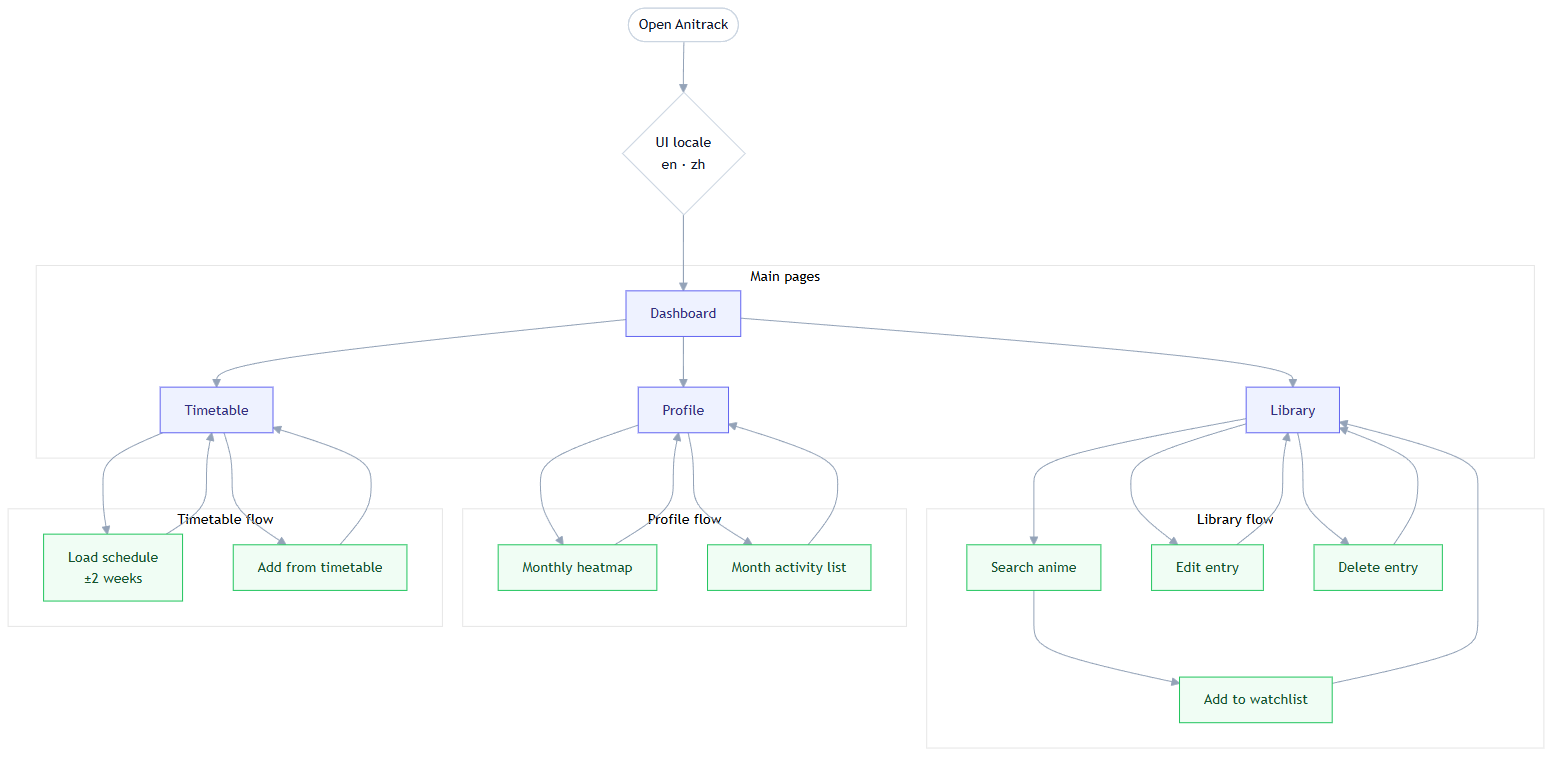 Open Anitrack
UI locale
en · zh
Main pages
Dashboard
Timetable
Profile
Library
Timetable flow
Profile flow
Library flow
Load schedule
±2 weeks
Add from timetable
Monthly heatmap
Month activity list
Search anime
Edit entry
Delete entry
Add to watchlist